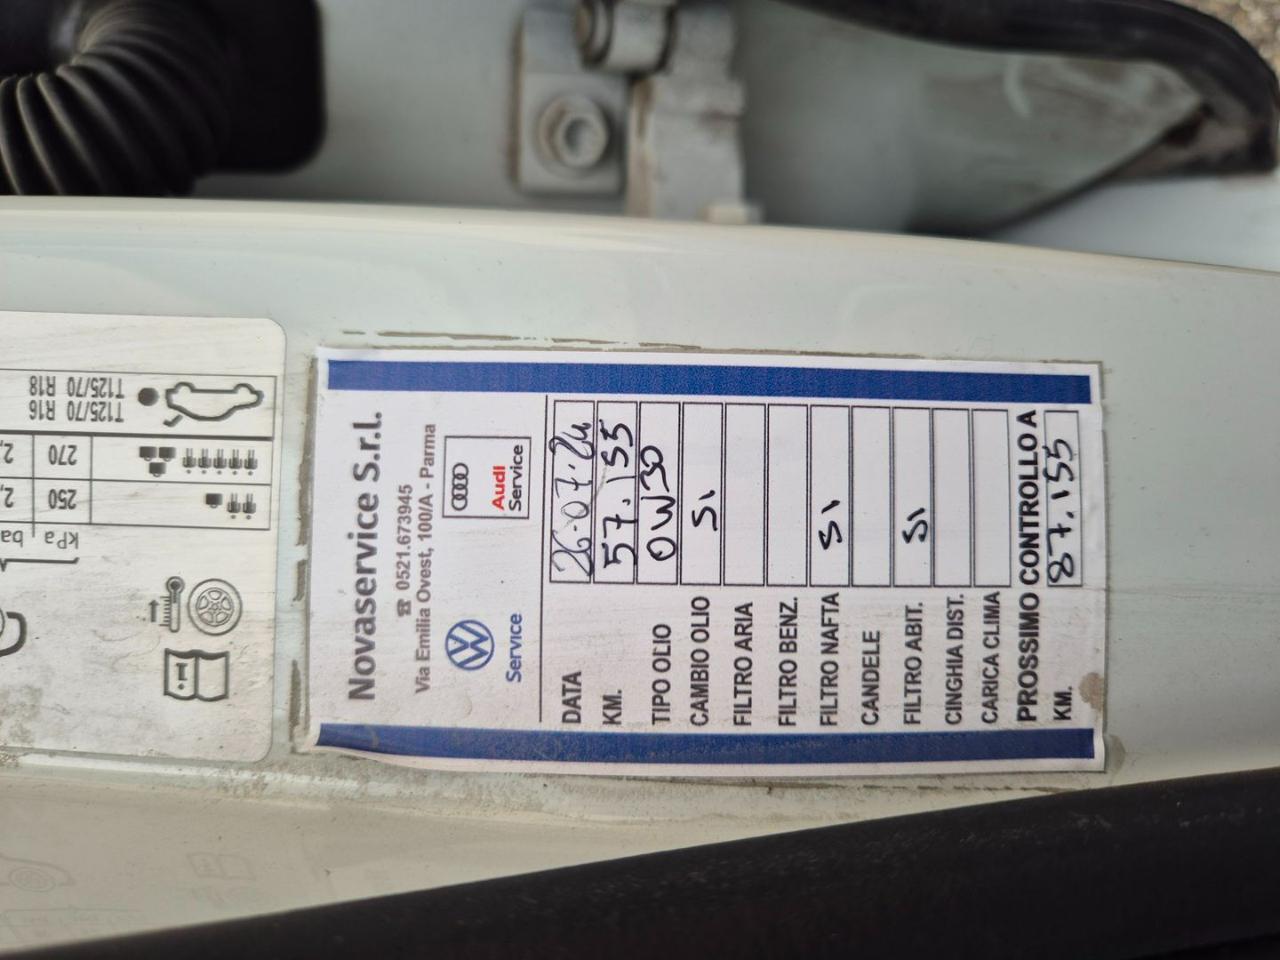 Novaservice S.r.l.
☎ 0521.673945
Via Emilia Ovest, 100/A - Parma
Service
Audi
Service
DATA 26-07-24
KM. 57.155
TIPO OLIO 0W30
CAMBIO OLIO SI
FILTRO ARIA
FILTRO BENZ.
FILTRO NAFTA SI
CANDELE
FILTRO ABIT. SI
CINGHIA DIST.
CARICA CLIMA
PROSSIMO CONTROLLO A
KM. 87.155
kPa
250
270
T125/70 R16
T125/70 R18